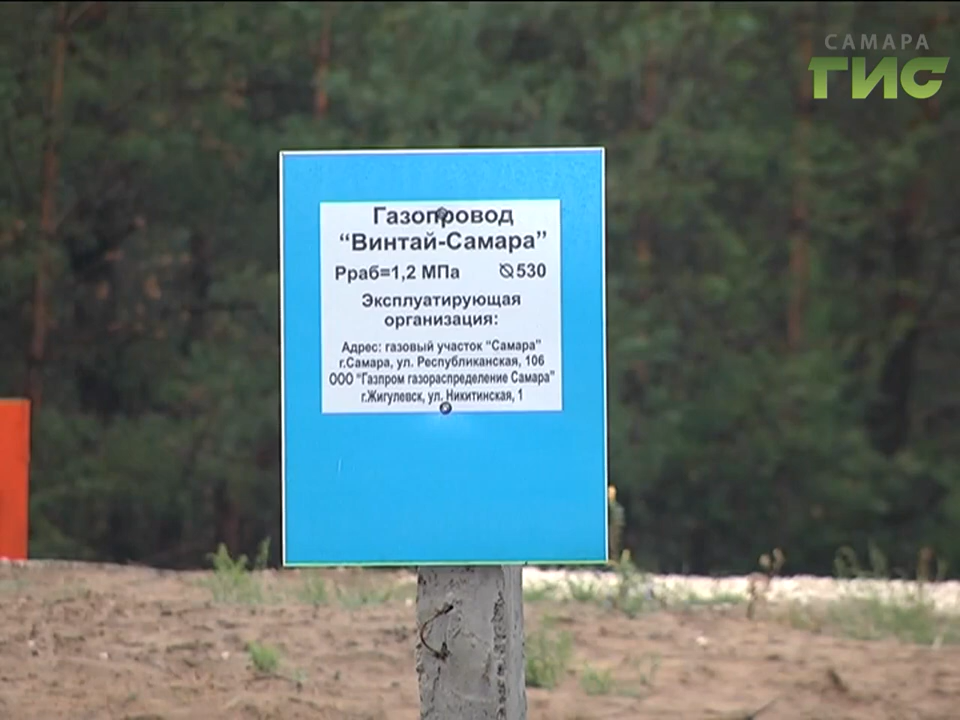 САМАРА
ГИС
Газопровод
“Винтай-Самара”
Рраб=1,2 МПа ⌀530
Эксплуатирующая
организация:
Адрес: газовый участок “Самара”
г.Самара, ул. Республиканская, 106
ООО “Газпром газораспределение Самара”
г.Жигулевск, ул. Никитинская, 1